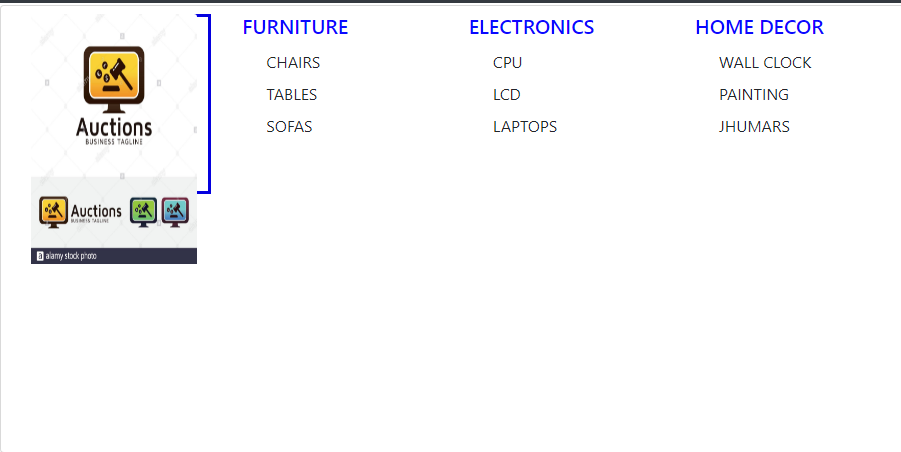 Auctions
BUSINESS TAGLINE
Auctions
BUSINESS TAGLINE
a alamy stock photo
FURNITURE
CHAIRS
TABLES
SOFAS
ELECTRONICS
CPU
LCD
LAPTOPS
HOME DECOR
WALL CLOCK
PAINTING
JHUMARS